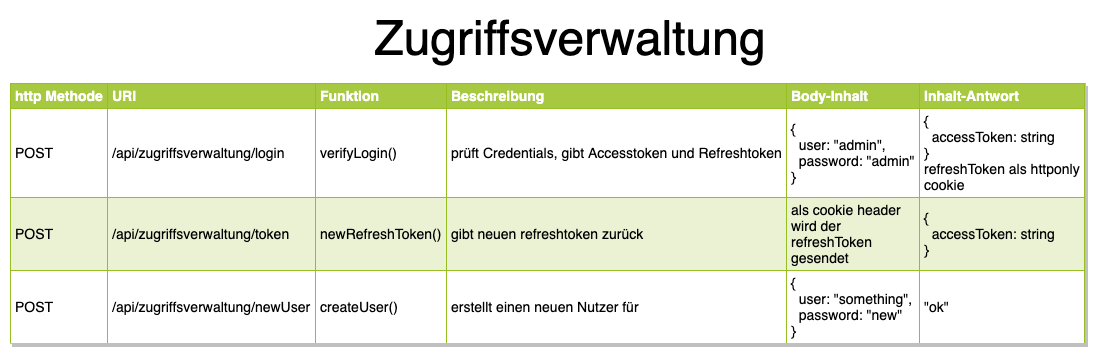 Zugriffsverwaltung
http Methode URI Funktion Beschreibung Body-Inhalt Inhalt-Antwort
POST /api/zugriffsverwaltung/login verifyLogin() prüft Credentials, gibt Accesstoken und Refreshtoken
{
user: "admin",
password: "admin"
}
{
accessToken: string
}
refreshToken als httponly
cookie
POST /api/zugriffsverwaltung/token newRefreshToken() gibt neuen refreshtoken zurück
als cookie header
wird der
refreshToken
gesendet
{
accessToken: string
}
POST /api/zugriffsverwaltung/newUser createUser() erstellt einen neuen Nutzer für
{
user: "something",
password: "new"
}
"ok"